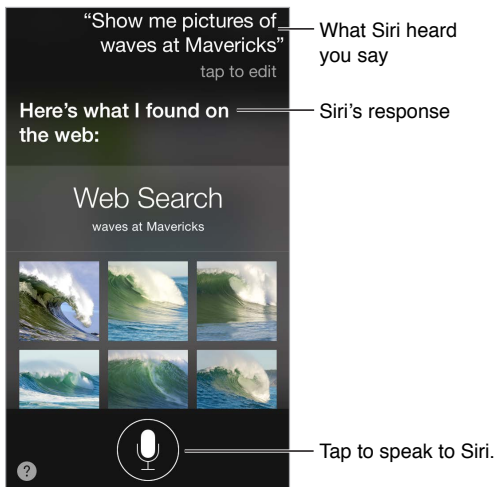 “Show me pictures of
waves at Mavericks”
tap to edit
What Siri heard
you say
Here’s what I found on
the web:
Siri’s response
Web Search
waves at Mavericks
Tap to speak to Siri.
?